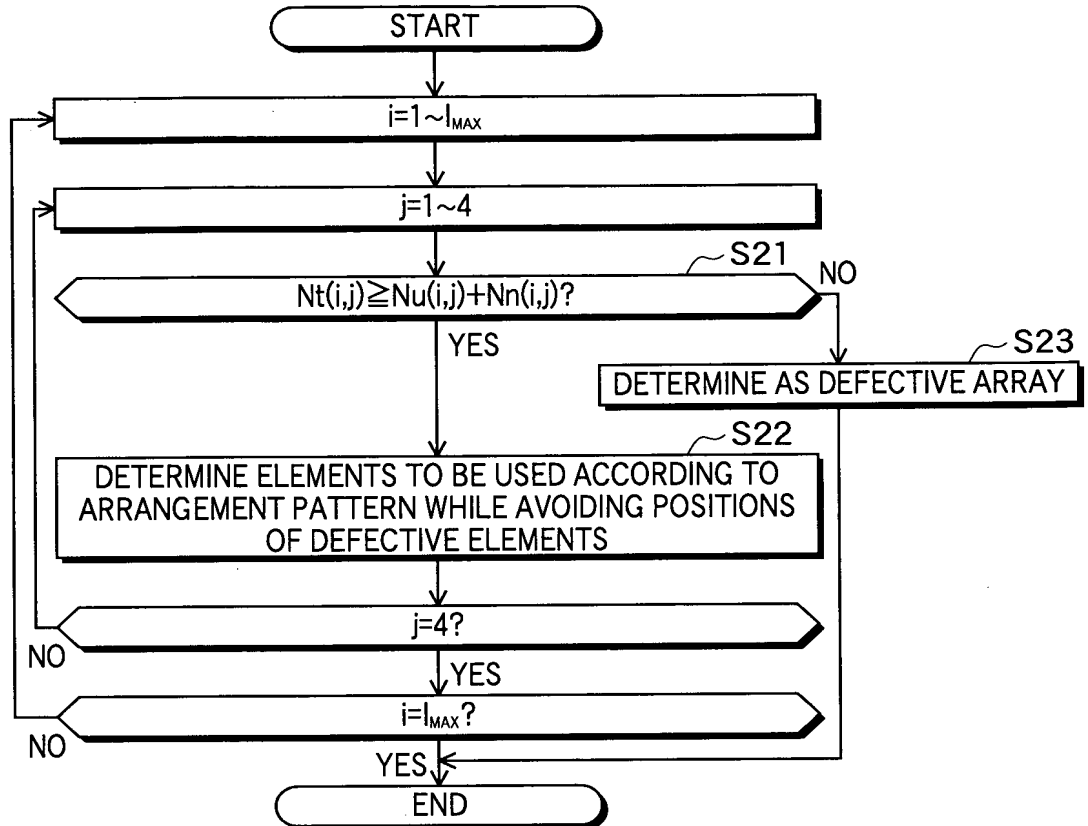 START
i=1~IMAX
j=1~4
S21
Nt(i,j)≧Nu(i,j)+Nn(i,j)?
NO
YES
S23
DETERMINE AS DEFECTIVE ARRAY
S22
DETERMINE ELEMENTS TO BE USED ACCORDING TO
ARRANGEMENT PATTERN WHILE AVOIDING POSITIONS
OF DEFECTIVE ELEMENTS
j=4?
NO
YES
i=IMAX?
NO
YES
END